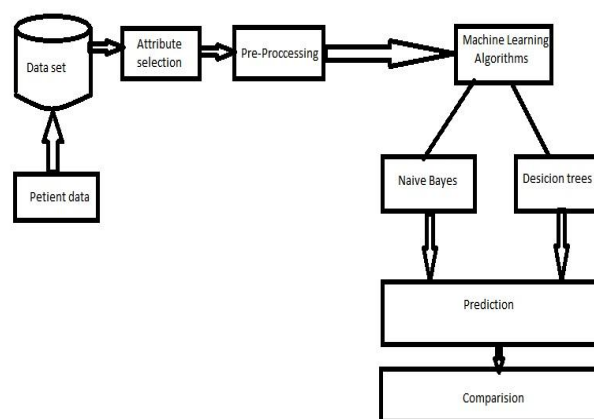 Data set
Attribute
selection
Pre-Proccessing
Machine Learning
Algorithms
Petient data
Naive Bayes
Desicion trees
Prediction
Comparision